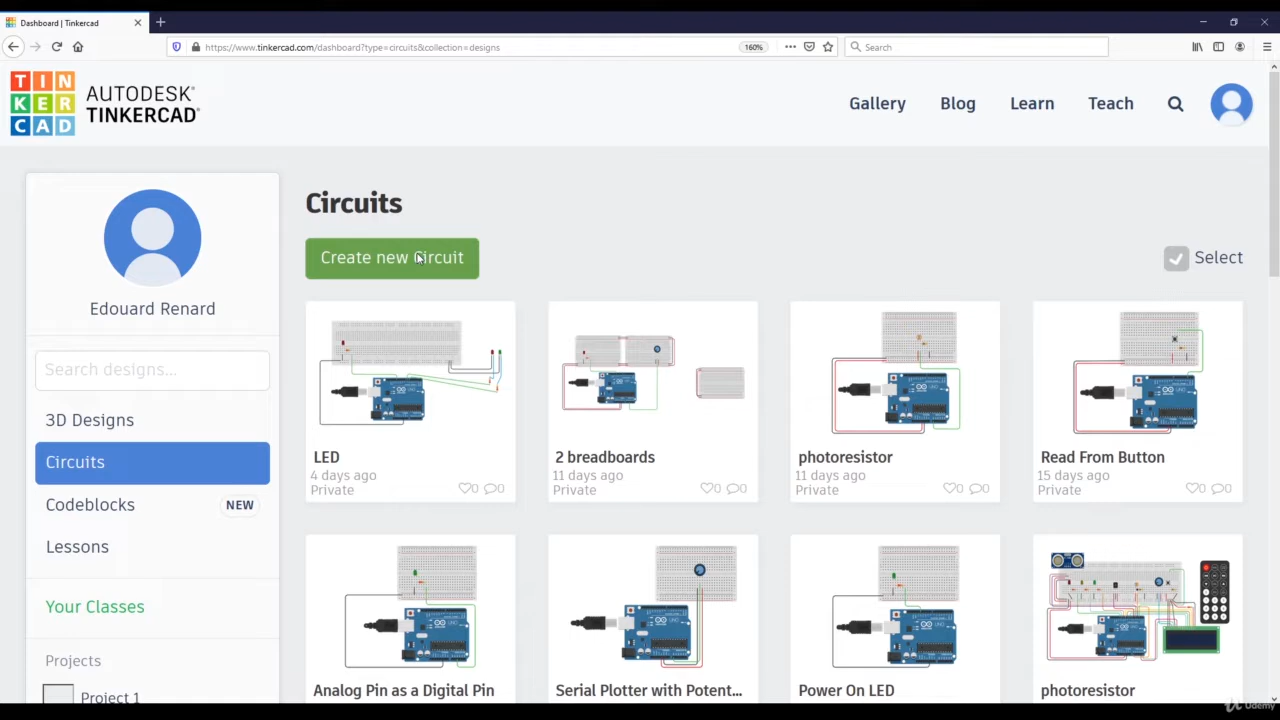 Dashboard | Tinkercad
https://www.tinkercad.com/dashboard?type=circuits&collection=designs
160%
Search
TINKERCAD
AUTODESK
TINKERCAD
Gallery
Blog
Learn
Teach
Edouard Renard
Search designs...
3D Designs
Circuits
Codeblocks
NEW
Lessons
Your Classes
Projects
Project 1
Circuits
Create new Circuit
Select
LED
4 days ago
Private
0
0
2 breadboards
11 days ago
Private
0
0
photoresistor
11 days ago
Private
0
0
Read From Button
15 days ago
Private
0
0
Analog Pin as a Digital Pin
Serial Plotter with Potent...
Power On LED
photoresistor
Udemy